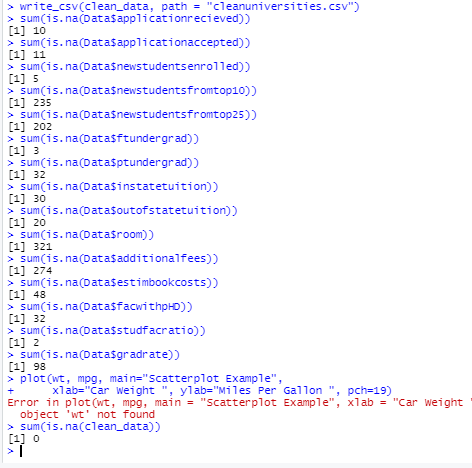 > write_csv(clean_data, path = "cleanuniversities.csv")
> sum(is.na(Data$applicationrecieved))
[1] 10
> sum(is.na(Data$applicationaccepted))
[1] 11
> sum(is.na(Data$newstudentsenrolled))
[1] 5
> sum(is.na(Data$newstudentsfromtop10))
[1] 235
> sum(is.na(Data$newstudentsfromtop25))
[1] 202
> sum(is.na(Data$ftundergrad))
[1] 3
> sum(is.na(Data$ptundergrad))
[1] 32
> sum(is.na(Data$instatetuition))
[1] 30
> sum(is.na(Data$outofstatetuition))
[1] 20
> sum(is.na(Data$room))
[1] 321
> sum(is.na(Data$additionalfees))
[1] 274
> sum(is.na(Data$estimbookcosts))
[1] 48
> sum(is.na(Data$facwithpHD))
[1] 32
> sum(is.na(Data$studfacratio))
[1] 2
> sum(is.na(Data$gradrate))
[1] 98
> plot(wt, mpg, main="Scatterplot Example",
+      xlab="Car Weight ", ylab="Miles Per Gallon ", pch=19)
Error in plot(wt, mpg, main = "Scatterplot Example", xlab = "Car Weight "
  object 'wt' not found
> sum(is.na(clean_data))
[1] 0
>